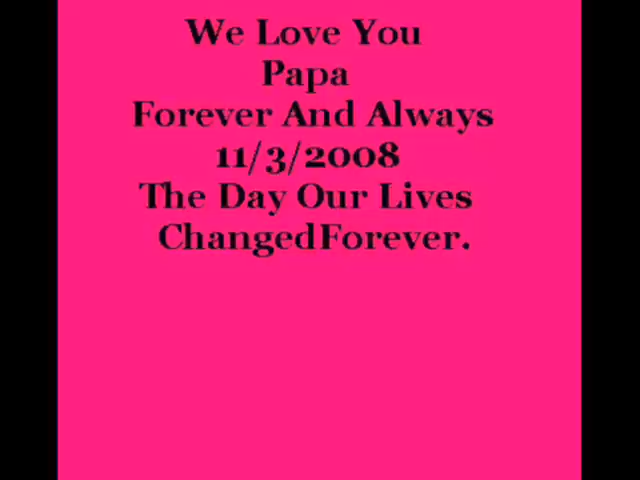 We Love You
Papa
Forever And Always
11/3/2008
The Day Our Lives
ChangedForever.